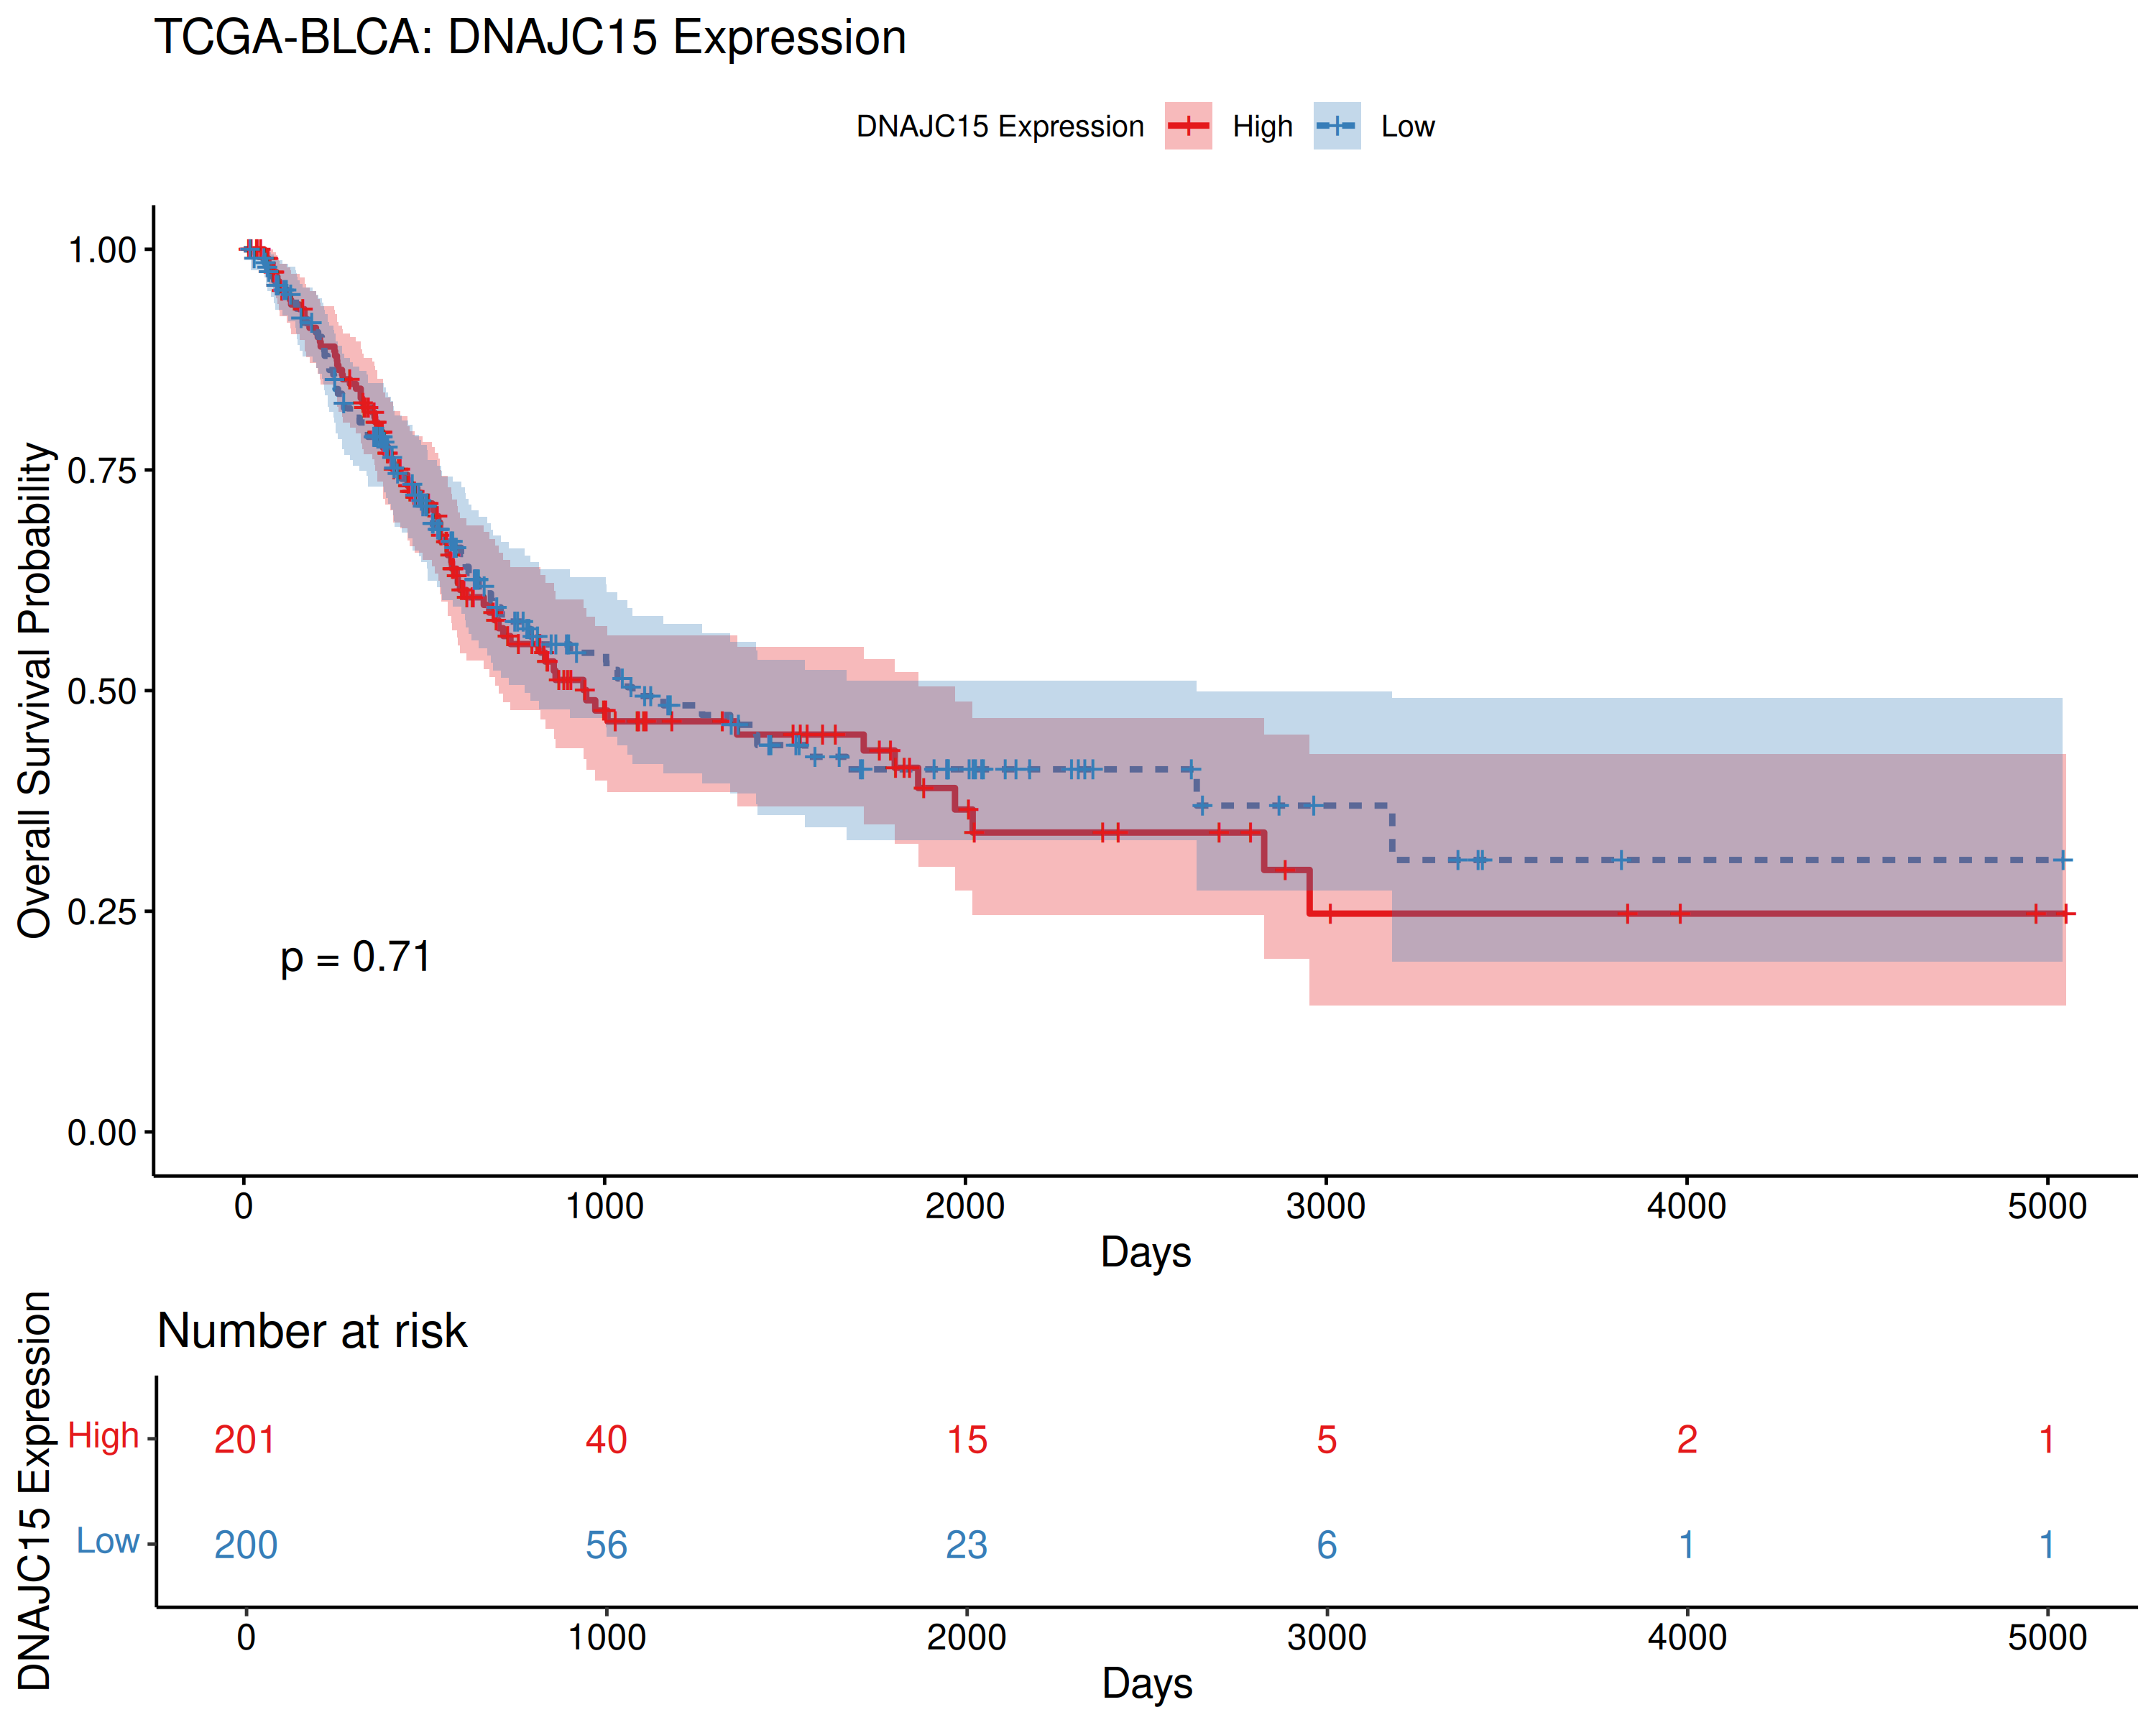 TCGA-BLCA: DNAJC15 Expression
DNAJC15 Expression High Low
Overall Survival Probability
1.00
0.75
0.50
0.25
0.00
p = 0.71
0 1000 2000 3000 4000 5000
Days
Number at risk
DNAJC15 Expression
High 201 40 15 5 2 1
Low 200 56 23 6 1 1
0 1000 2000 3000 4000 5000
Days